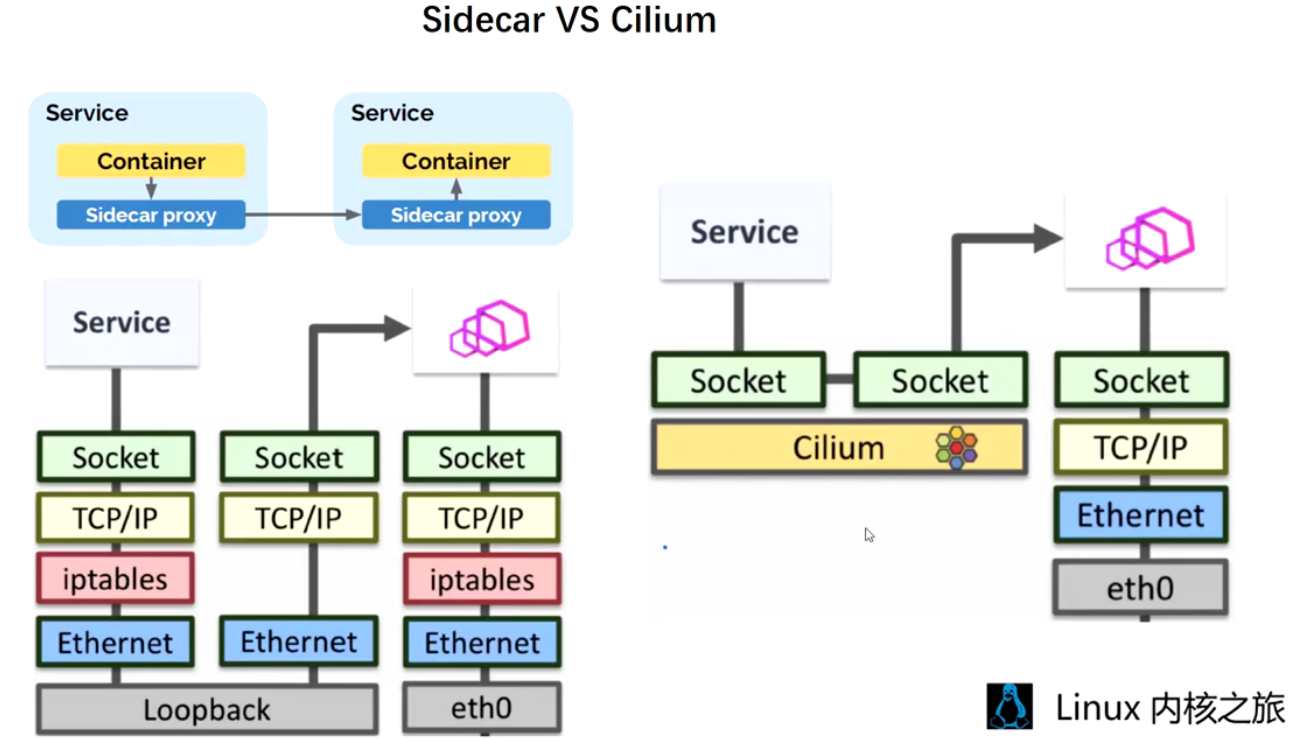 Sidecar VS Cilium
Service
Container
Sidecar proxy
Service
Container
Sidecar proxy
Service
Socket
TCP/IP
iptables
Ethernet
Socket
TCP/IP
Ethernet
Loopback
Socket
TCP/IP
iptables
Ethernet
eth0
Service
Socket
Socket
Cilium
Socket
TCP/IP
Ethernet
eth0
Linux 内核之旅